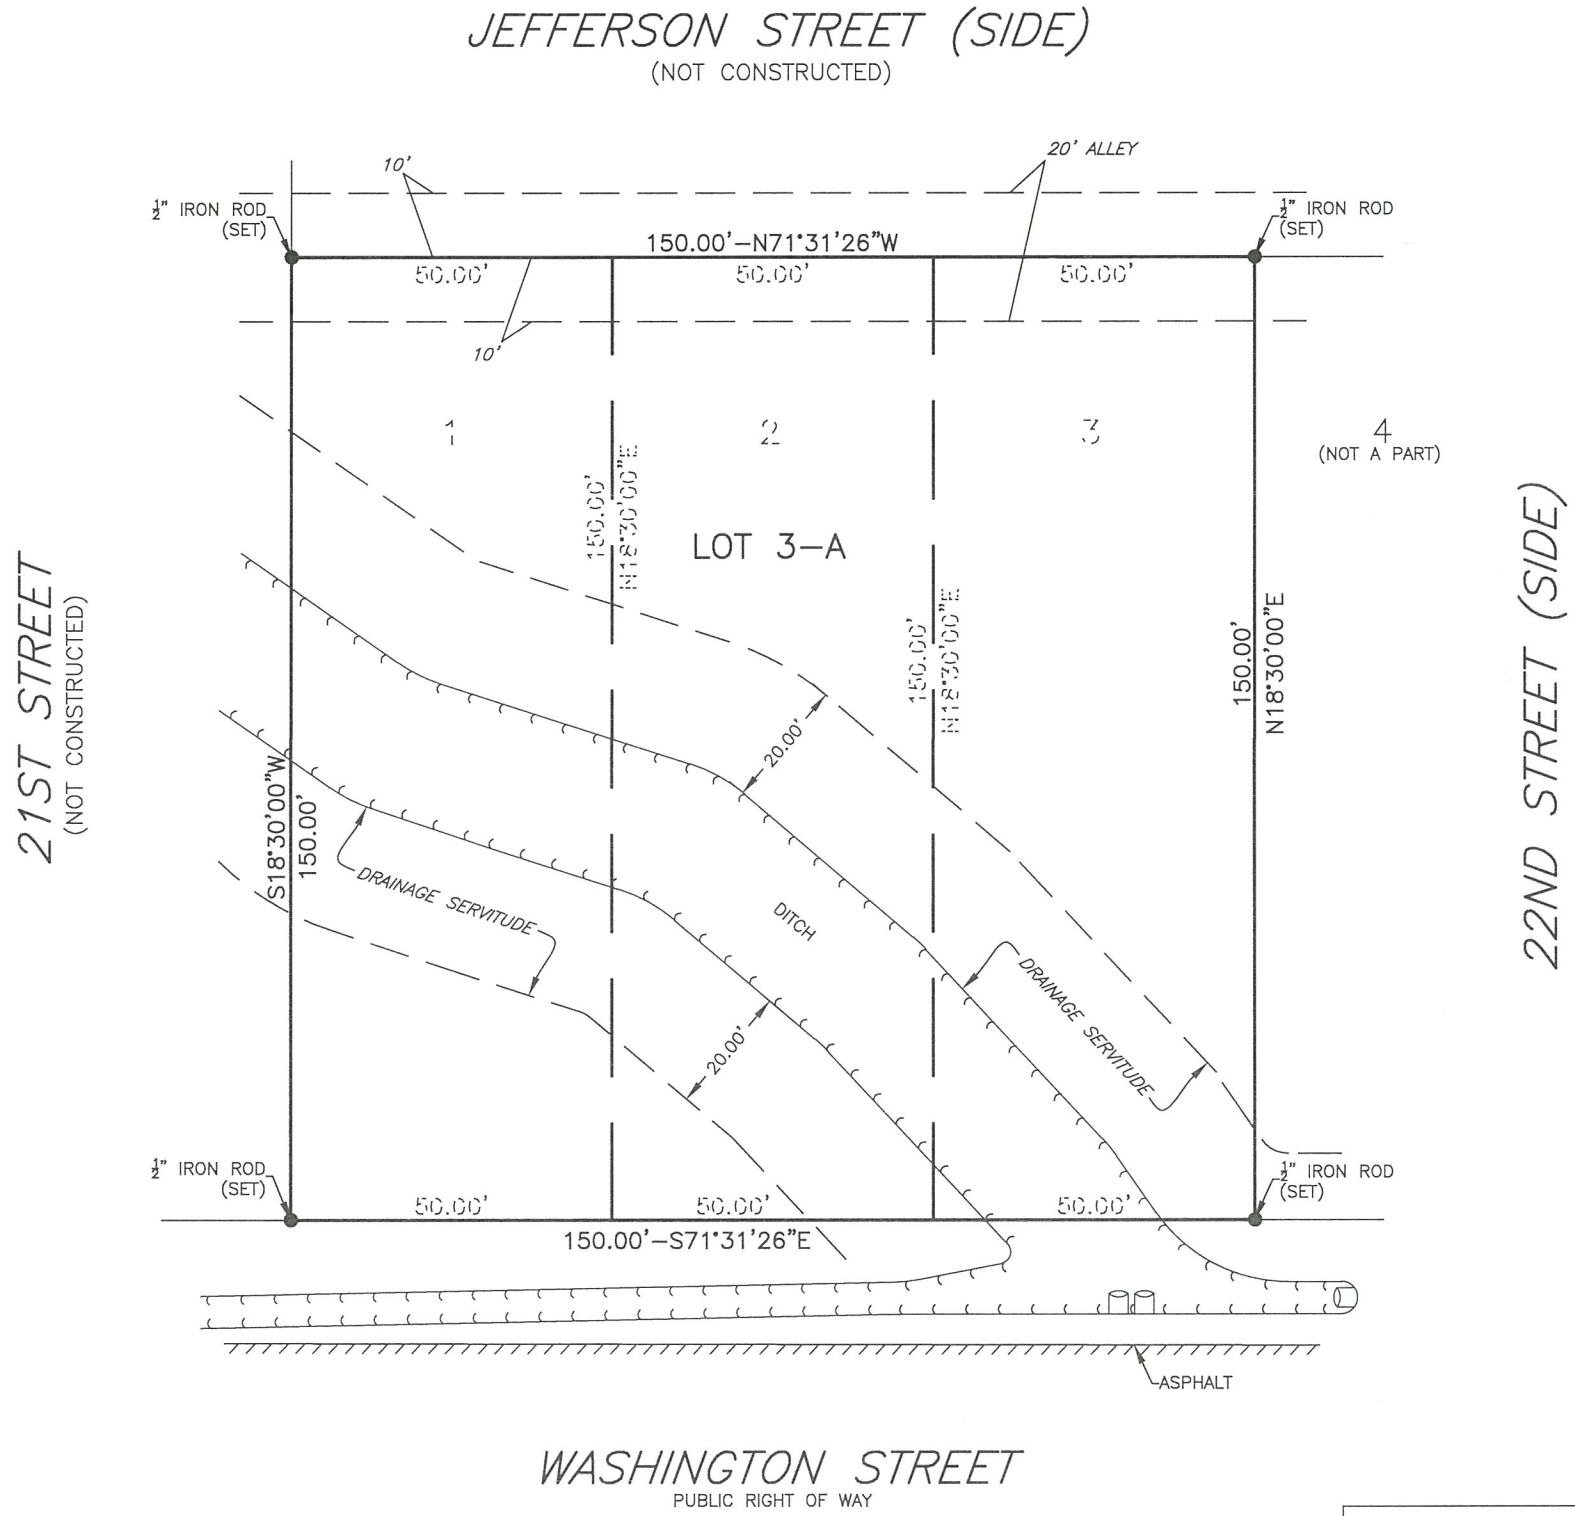 JEFFERSON STREET (SIDE)
(NOT CONSTRUCTED)
10'
20' ALLEY
½" IRON ROD
(SET)
½" IRON ROD
(SET)
150.00'–N71°31'26"W
50.00'
50.00'
50.00'
10'
1
2
3
4
(NOT A PART)
150.00'
N18°30'00"E
LOT 3–A
150.00'
N18°30'00"E
150.00'
N18°30'00"E
21ST STREET
(NOT CONSTRUCTED)
22ND STREET (SIDE)
S18°30'00"W
150.00'
20.00'
DRAINAGE SERVITUDE
DITCH
DRAINAGE SERVITUDE
20.00'
½" IRON ROD
(SET)
½" IRON ROD
(SET)
50.00'
50.00'
50.00'
150.00'–S71°31'26"E
ASPHALT
WASHINGTON STREET
PUBLIC RIGHT OF WAY